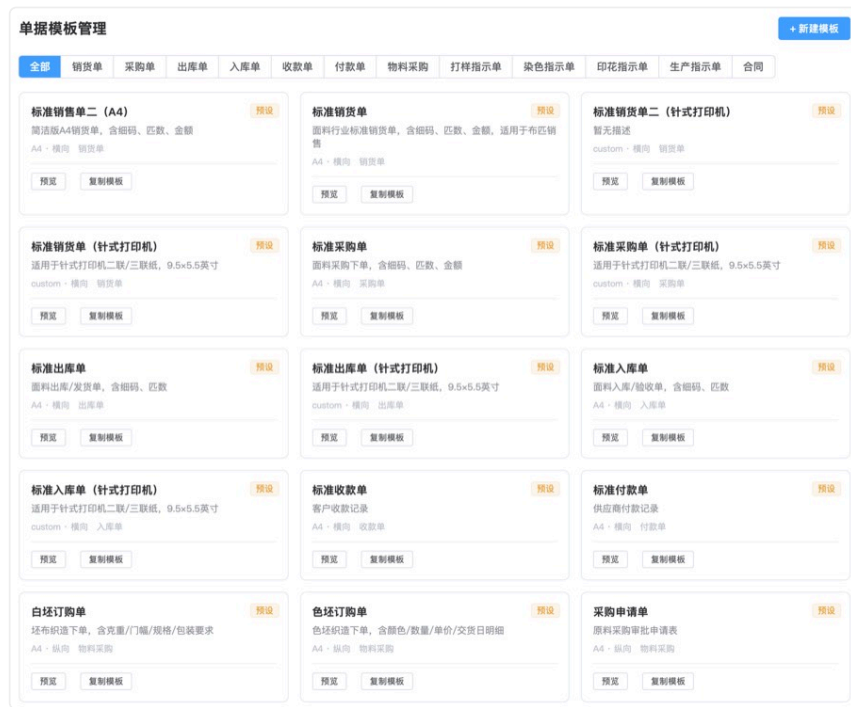 单据模板管理
+ 新建模板
全部 销货单 采购单 出库单 入库单 收款单 付款单 物料采购 打样指示单 染色指示单 印花指示单 生产指示单 合同
标准销售单二（A4） 预设
简洁版A4销货单，含细码、匹数、金额
A4 · 横向 销货单
预览 复制模板
标准销货单 预设
面料行业标准销货单，含细码、匹数、金额，适用于布匹销
售
A4 · 横向 销货单
预览 复制模板
标准销货单二（针式打印机） 预设
暂无描述
custom · 横向 销货单
预览 复制模板
标准销货单（针式打印机） 预设
适用于针式打印机二联/三联纸，9.5×5.5英寸
custom · 横向 销货单
预览 复制模板
标准采购单 预设
面料采购下单，含细码、匹数、金额
A4 · 横向 采购单
预览 复制模板
标准采购单（针式打印机） 预设
适用于针式打印机二联/三联纸，9.5×5.5英寸
custom · 横向 采购单
预览 复制模板
标准出库单 预设
面料出库/发货单，含细码、匹数
A4 · 横向 出库单
预览 复制模板
标准出库单（针式打印机） 预设
适用于针式打印机二联/三联纸，9.5×5.5英寸
custom · 横向 出库单
预览 复制模板
标准入库单 预设
面料入库/验收单，含细码、匹数
A4 · 横向 入库单
预览 复制模板
标准入库单（针式打印机） 预设
适用于针式打印机二联/三联纸，9.5×5.5英寸
custom · 横向 入库单
预览 复制模板
标准收款单 预设
客户收款记录
A4 · 横向 收款单
预览 复制模板
标准付款单 预设
供应商付款记录
A4 · 横向 付款单
预览 复制模板
白坯订购单 预设
坯布织造下单，含克重/门幅/规格/包装要求
A4 · 纵向 物料采购
预览 复制模板
色坯订购单 预设
色坯织造下单，含颜色/数量/单价/交货日明细
A4 · 纵向 物料采购
预览 复制模板
采购申请单 预设
原料采购审批申请表
A4 · 纵向 物料采购
预览 复制模板